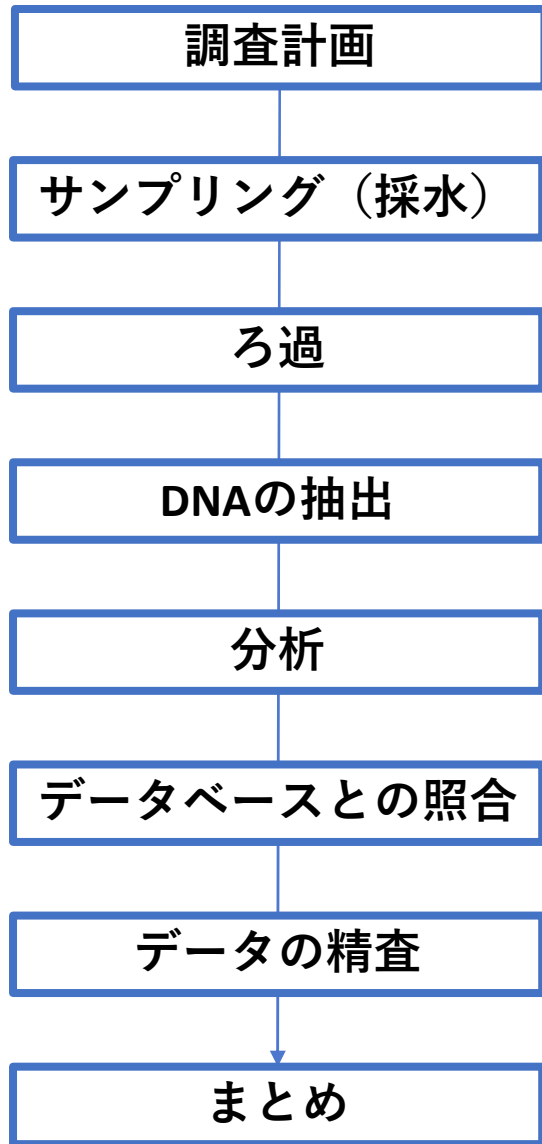 調査計画
サンプリング（採水）
ろ過
DNAの抽出
分析
データベースとの照合
データの精査
まとめ